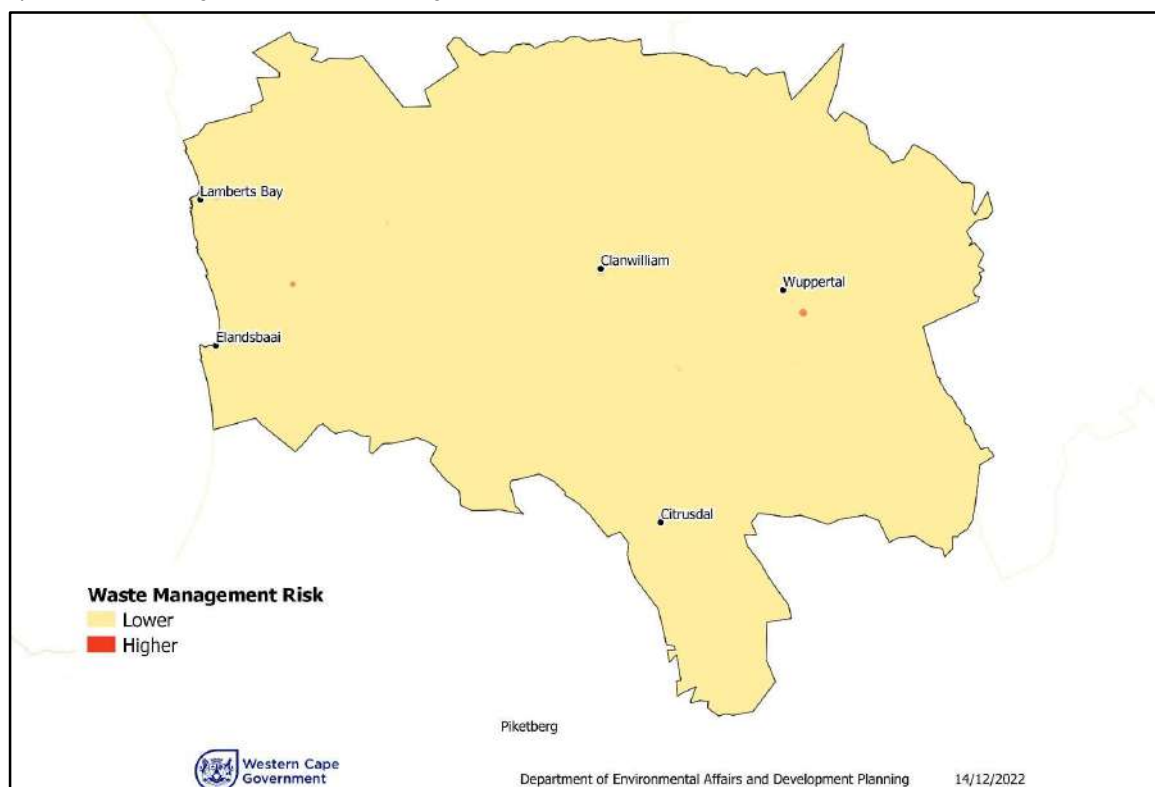 Lamberts Bay
Clanwilliam
Wuppertal
Elandsbaai
Citrusdal
Waste Management Risk
Lower
Higher
Piketberg
Western Cape
Government
Department of Environmental Affairs and Development Planning 14/12/2022